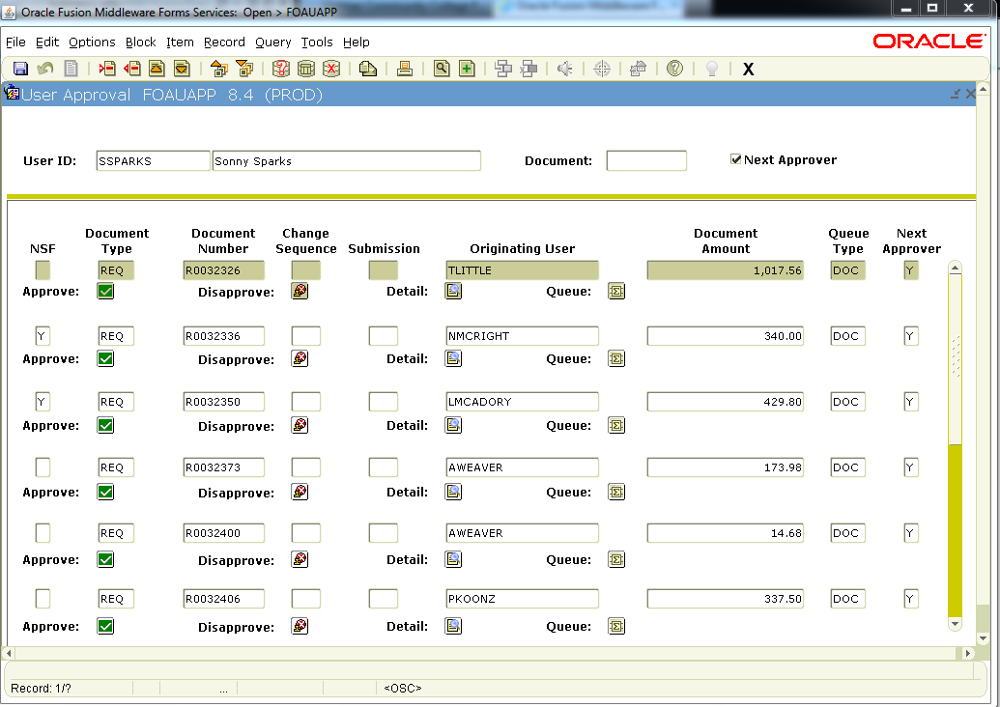 Oracle Fusion Middleware Forms Services: Open > FOAUAPP
File Edit Options Block Item Record Query Tools Help
ORACLE
X
User Approval FOAUAPP 8.4 (PROD)
User ID: SSPARKS Sonny Sparks Document: Next Approver
Document Document Change Document Queue Next
NSF Type Number Sequence Submission Originating User Amount Type Approver
REQ R0032326 TLITTLE 1,017.56 DOC Y
Approve: Disapprove: Detail: Queue:
Y REQ R0032336 NMCRIGHT 340.00 DOC Y
Approve: Disapprove: Detail: Queue:
Y REQ R0032350 LMCADORY 429.80 DOC Y
Approve: Disapprove: Detail: Queue:
REQ R0032373 AWEAVER 173.98 DOC Y
Approve: Disapprove: Detail: Queue:
REQ R0032400 AWEAVER 14.68 DOC Y
Approve: Disapprove: Detail: Queue:
REQ R0032406 PKOONZ 337.50 DOC Y
Approve: Disapprove: Detail: Queue:
Record: 1/? ... <OSC>